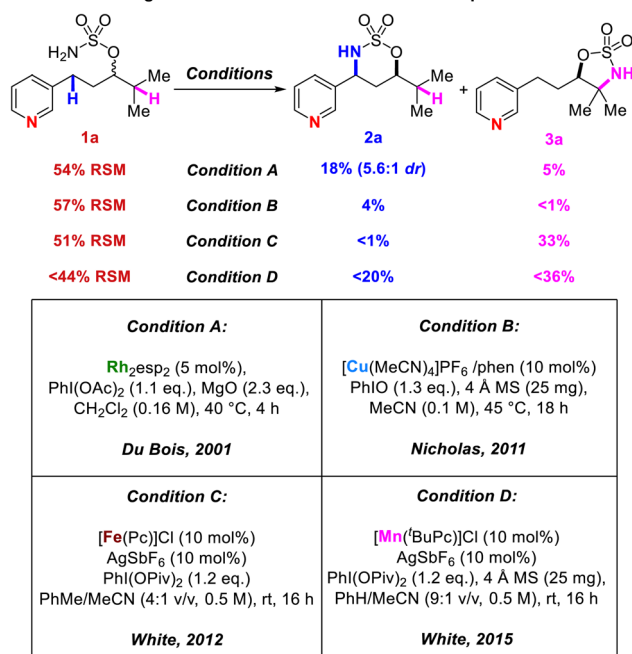 O O
S
H2N O
Me
H H
Me
N
1a
Conditions
O O
S
HN O
Me
H
Me
N
2a
+
O
O
S
O
NH
Me Me
N
3a
54% RSM Condition A 18% (5.6:1 dr) 5%
57% RSM Condition B 4% <1%
51% RSM Condition C <1% 33%
<44% RSM Condition D <20% <36%
Condition A:
Rh2esp2 (5 mol%),
PhI(OAc)2 (1.1 eq.), MgO (2.3 eq.),
CH2Cl2 (0.16 M), 40 °C, 4 h
Du Bois, 2001
Condition B:
[Cu(MeCN)4]PF6 /phen (10 mol%)
PhIO (1.3 eq.), 4 Å MS (25 mg),
MeCN (0.1 M), 45 °C, 18 h
Nicholas, 2011
Condition C:
[Fe(Pc)]Cl (10 mol%)
AgSbF6 (10 mol%)
PhI(OPiv)2 (1.2 eq.)
PhMe/MeCN (4:1 v/v, 0.5 M), rt, 16 h
White, 2012
Condition D:
[Mn(tBuPc)]Cl (10 mol%)
AgSbF6 (10 mol%)
PhI(OPiv)2 (1.2 eq.), 4 Å MS (25 mg),
PhH/MeCN (9:1 v/v, 0.5 M), rt, 16 h
White, 2015